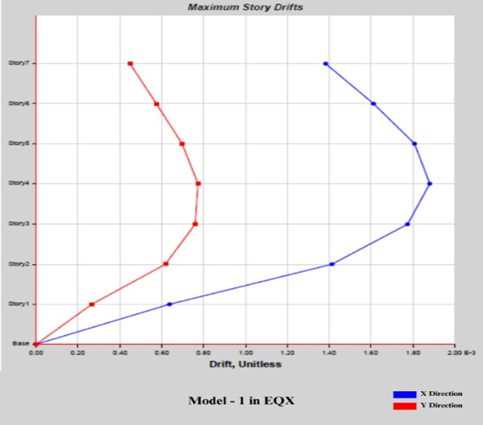 Maximum Story Drifts
Story7
Story6
Story5
Story4
Story3
Story2
Story1
Base
0.00 0.20 0.40 0.60 0.80 1.00 1.20 1.40 1.60 1.80 2.00 E-3
Drift, Unitless
Model - 1 in EQX
X Direction
Y Direction